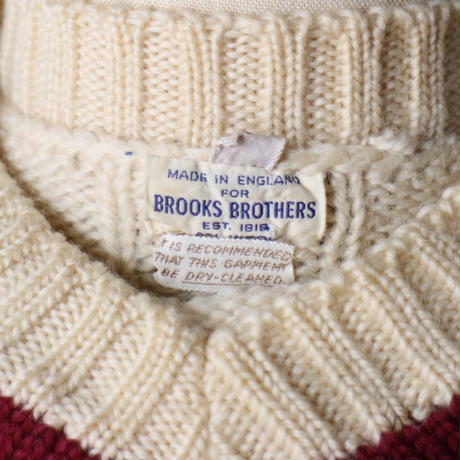 MADE IN ENGLAND
FOR
BROOKS BROTHERS
EST. 1818
IT IS RECOMMENDED
THAT THIS GARMENT
BE DRY-CLEANED.